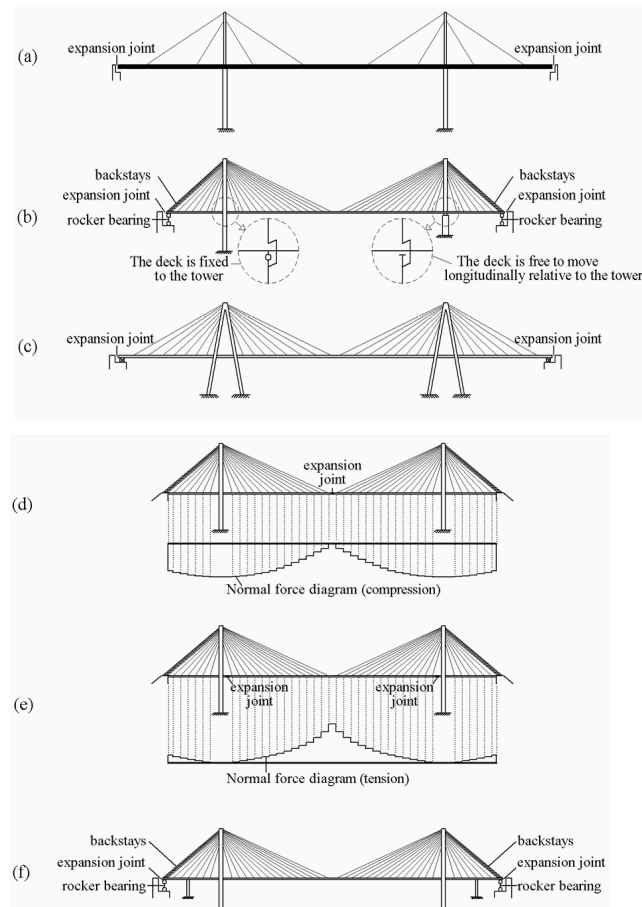 expansion joint
expansion joint
(a)
backstays
backstays
expansion joint
expansion joint
(b)
rocker bearing
rocker bearing
The deck is fixed
to the tower
The deck is free to move
longitudinally relative to the tower
(c)
expansion joint
expansion joint
(d)
expansion
joint
Normal force diagram (compression)
(e)
expansion
joint
expansion
joint
Normal force diagram (tension)
backstays
backstays
(f)
expansion joint
expansion joint
rocker bearing
rocker bearing